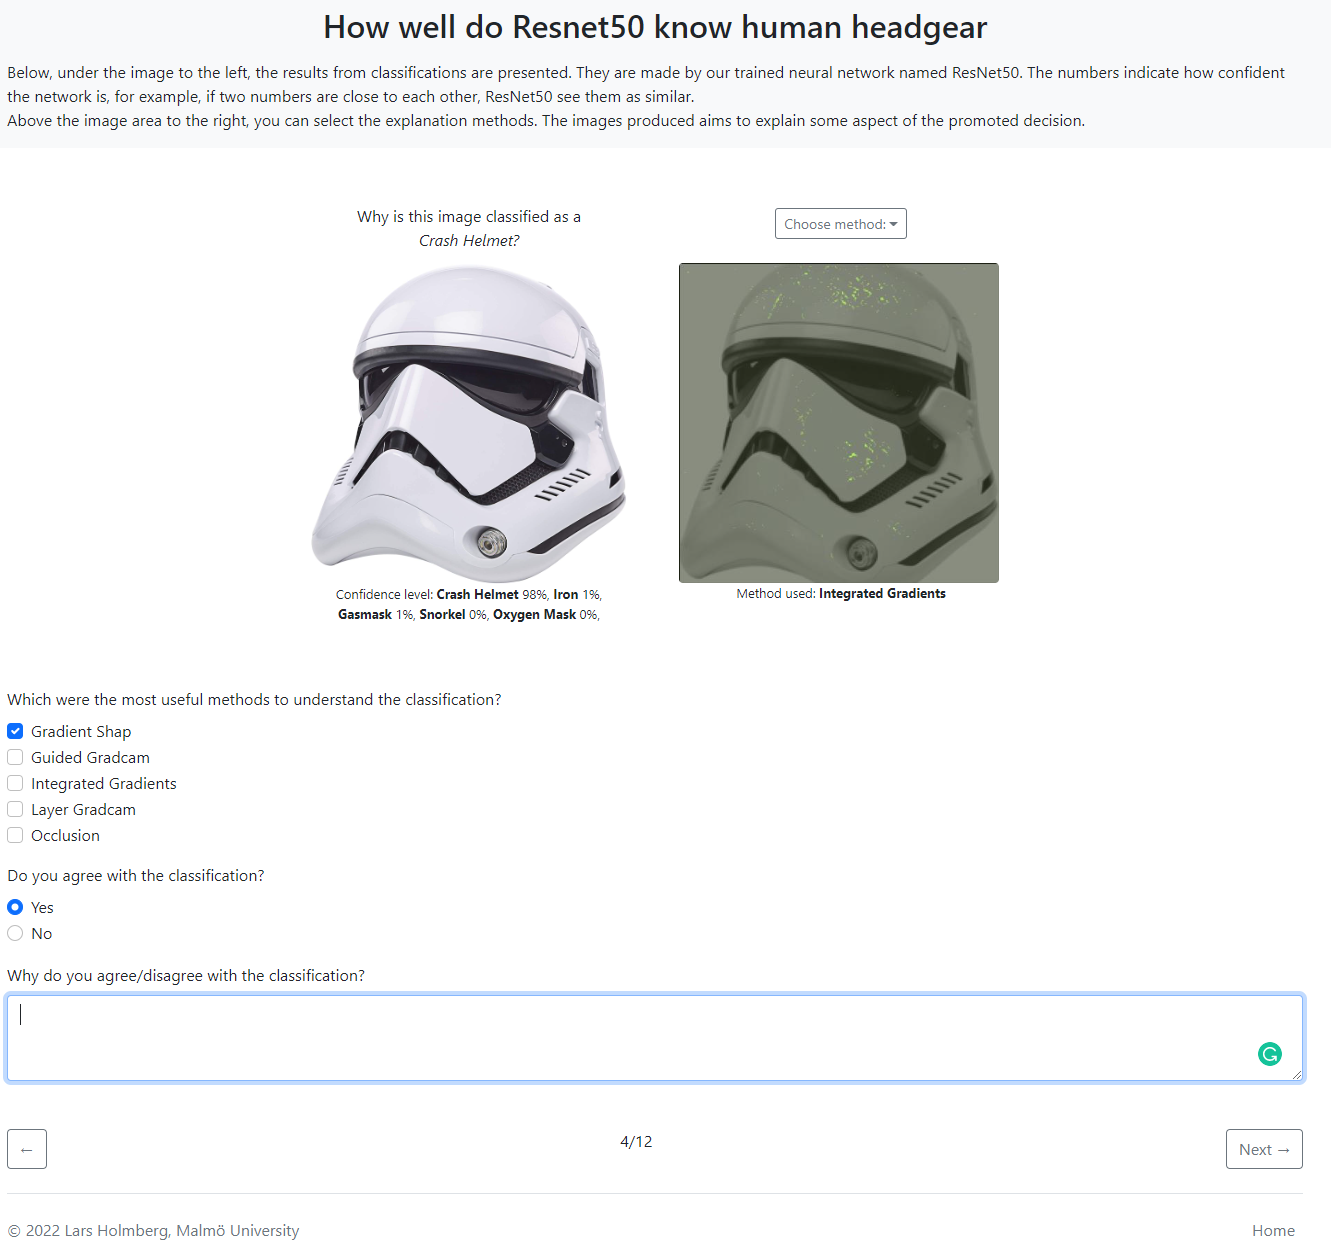 How well do Resnet50 know human headgear
Below, under the image to the left, the results from classifications are presented. They are made by our trained neural network named ResNet50. The numbers indicate how confident
the network is, for example, if two numbers are close to each other, ResNet50 see them as similar.
Above the image area to the right, you can select the explanation methods. The images produced aims to explain some aspect of the promoted decision.
Why is this image classified as a
Crash Helmet?
Choose method:
Confidence level: Crash Helmet 98%, Iron 1%,
Gasmask 1%, Snorkel 0%, Oxygen Mask 0%,
Method used: Integrated Gradients
Which were the most useful methods to understand the classification?
Gradient Shap
Guided Gradcam
Integrated Gradients
Layer Gradcam
Occlusion
Do you agree with the classification?
Yes
No
Why do you agree/disagree with the classification?
←
4/12
Next →
© 2022 Lars Holmberg, Malmö University
Home